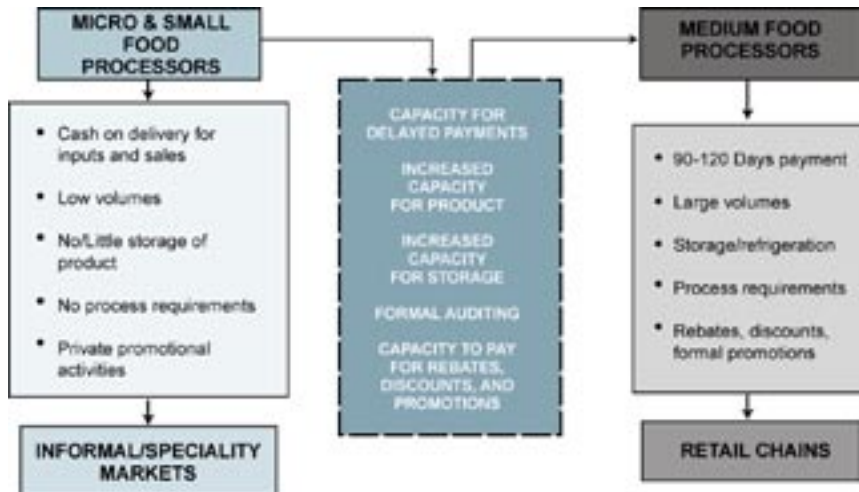 MICRO & SMALL
FOOD
PROCESSORS
Cash on delivery for
inputs and sales
Low volumes
No/Little storage of
product
No process requirements
Private promotional
activities
INFORMAL/SPECIALITY
MARKETS
CAPACITY FOR
DELAYED PAYMENTS
INCREASED
CAPACITY
FOR PRODUCT
INCREASED
CAPACITY
FOR STORAGE
FORMAL AUDITING
CAPACITY TO PAY
FOR REBATES,
DISCOUNTS, AND
PROMOTIONS
MEDIUM FOOD
PROCESSORS
90-120 Days payment
Large volumes
Storage/refrigeration
Process requirements
Rebates, discounts,
formal promotions
RETAIL CHAINS